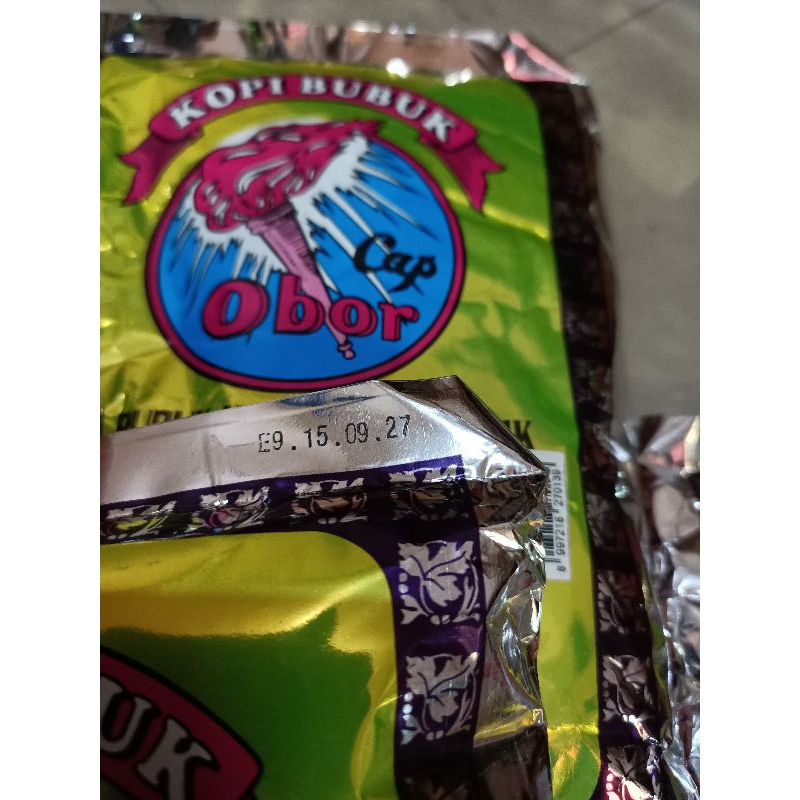 KOPI BUBUK
Cap
Obor
E9.15.09.27
UK